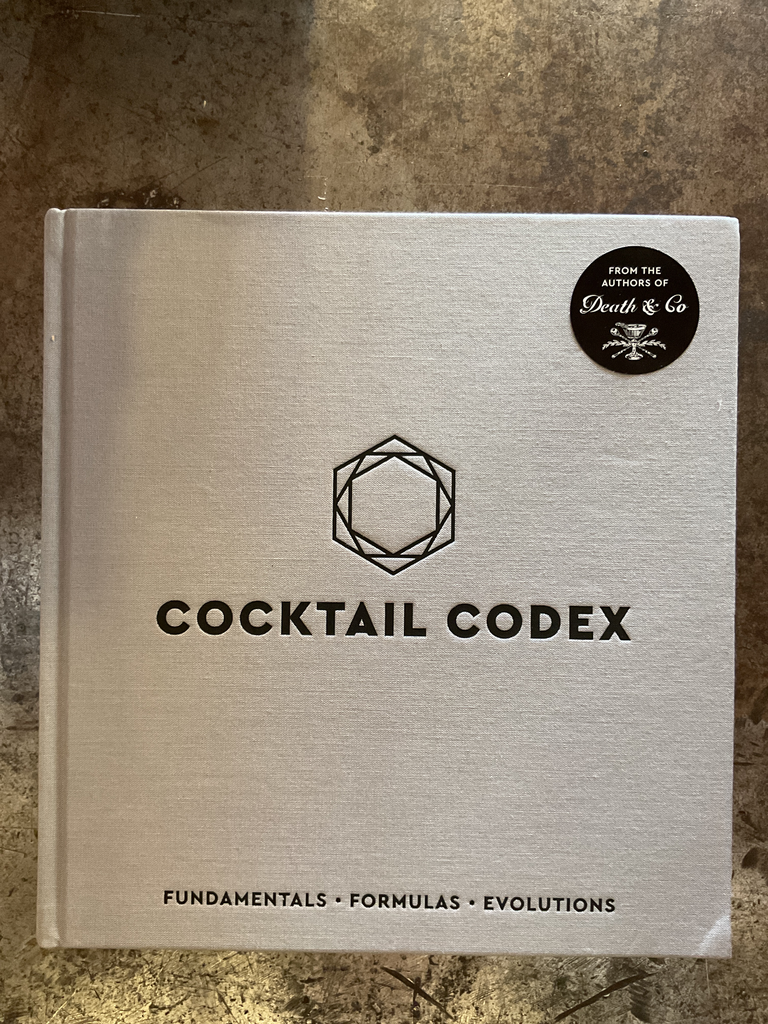 FROM THE
AUTHORS OF
Death & Co
COCKTAIL CODEX
FUNDAMENTALS • FORMULAS • EVOLUTIONS